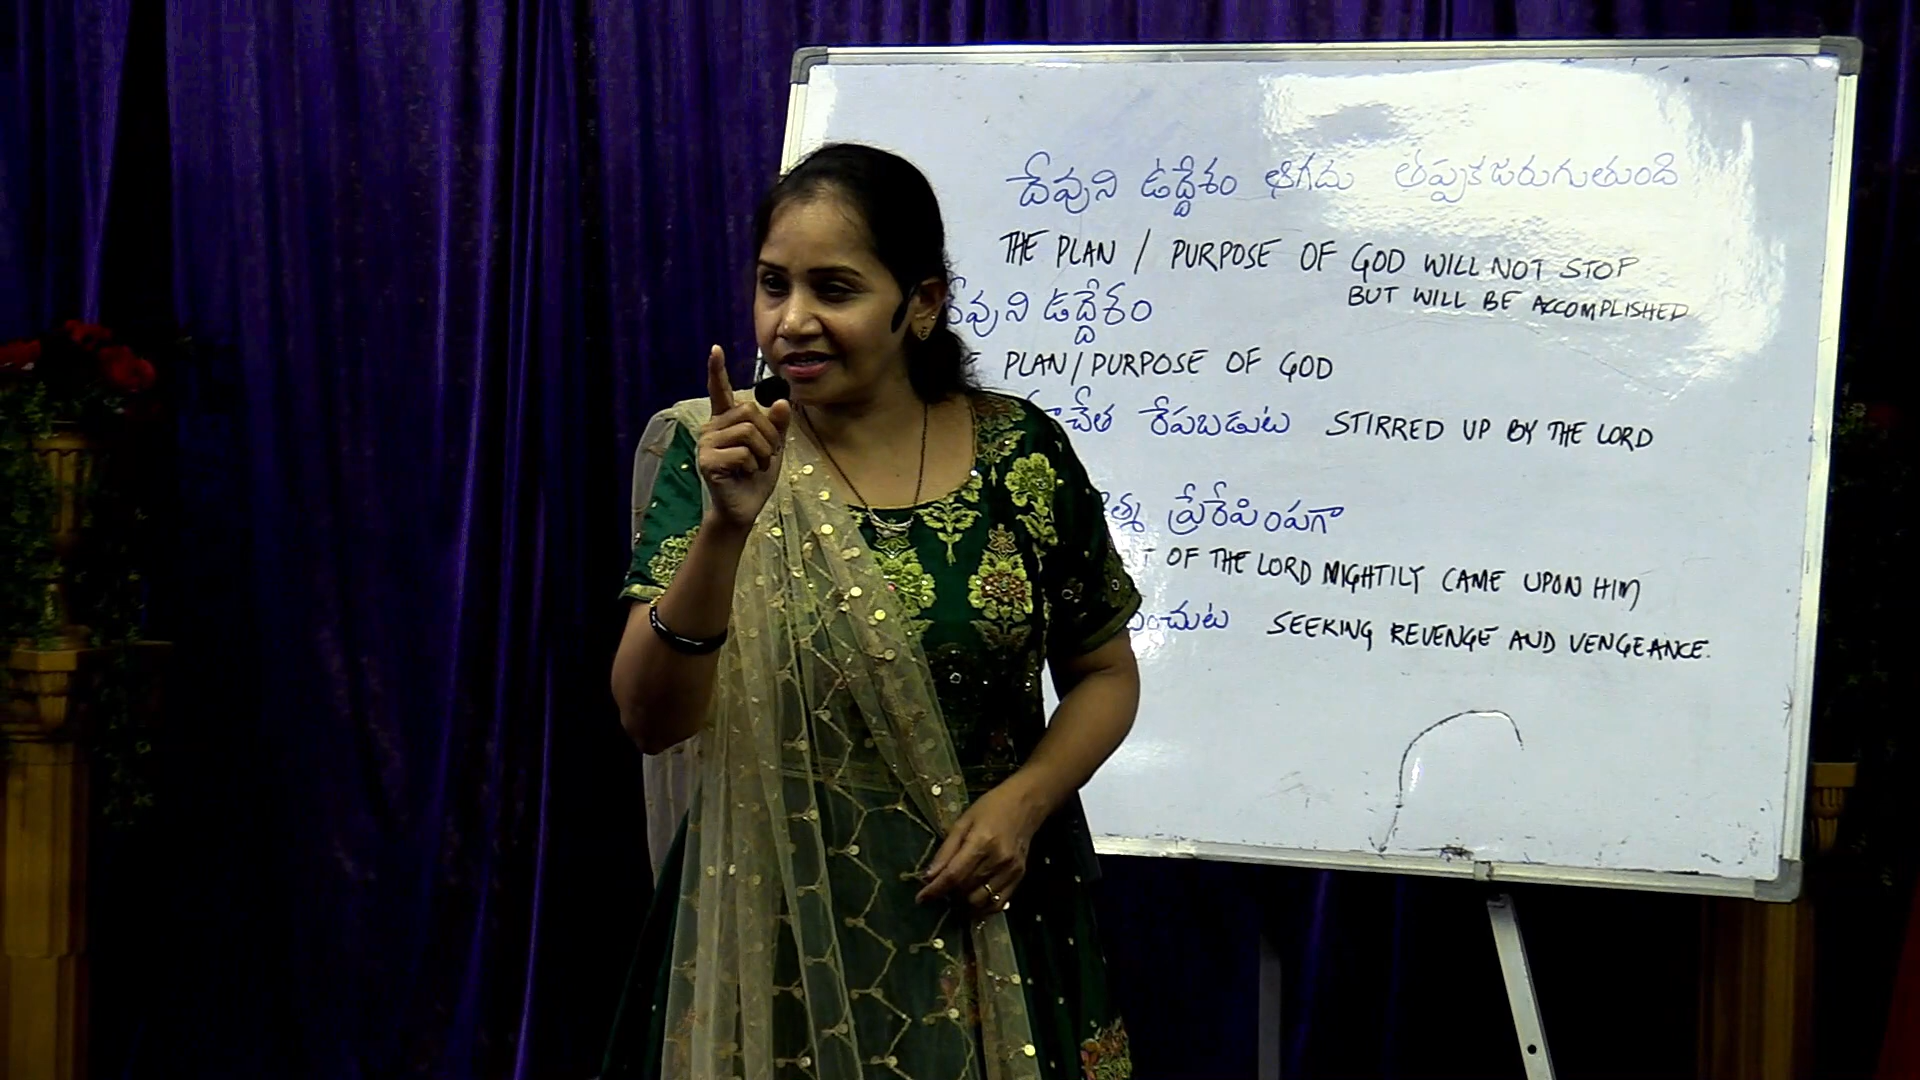 దేవుని ఉద్దేశం ఆగదు తప్పకజరుగుతుంది
THE PLAN / PURPOSE OF GOD WILL NOT STOP
BUT WILL BE ACCOMPLISHED
దేవుని ఉద్దేశం
PLAN/PURPOSE OF GOD
చేత రేపబడుట STIRRED UP BY THE LORD
ప్రేరేపింపగా
OF THE LORD MIGHTILY CAME UPON HIM
SEEKING REVENGE AND VENGEANCE.